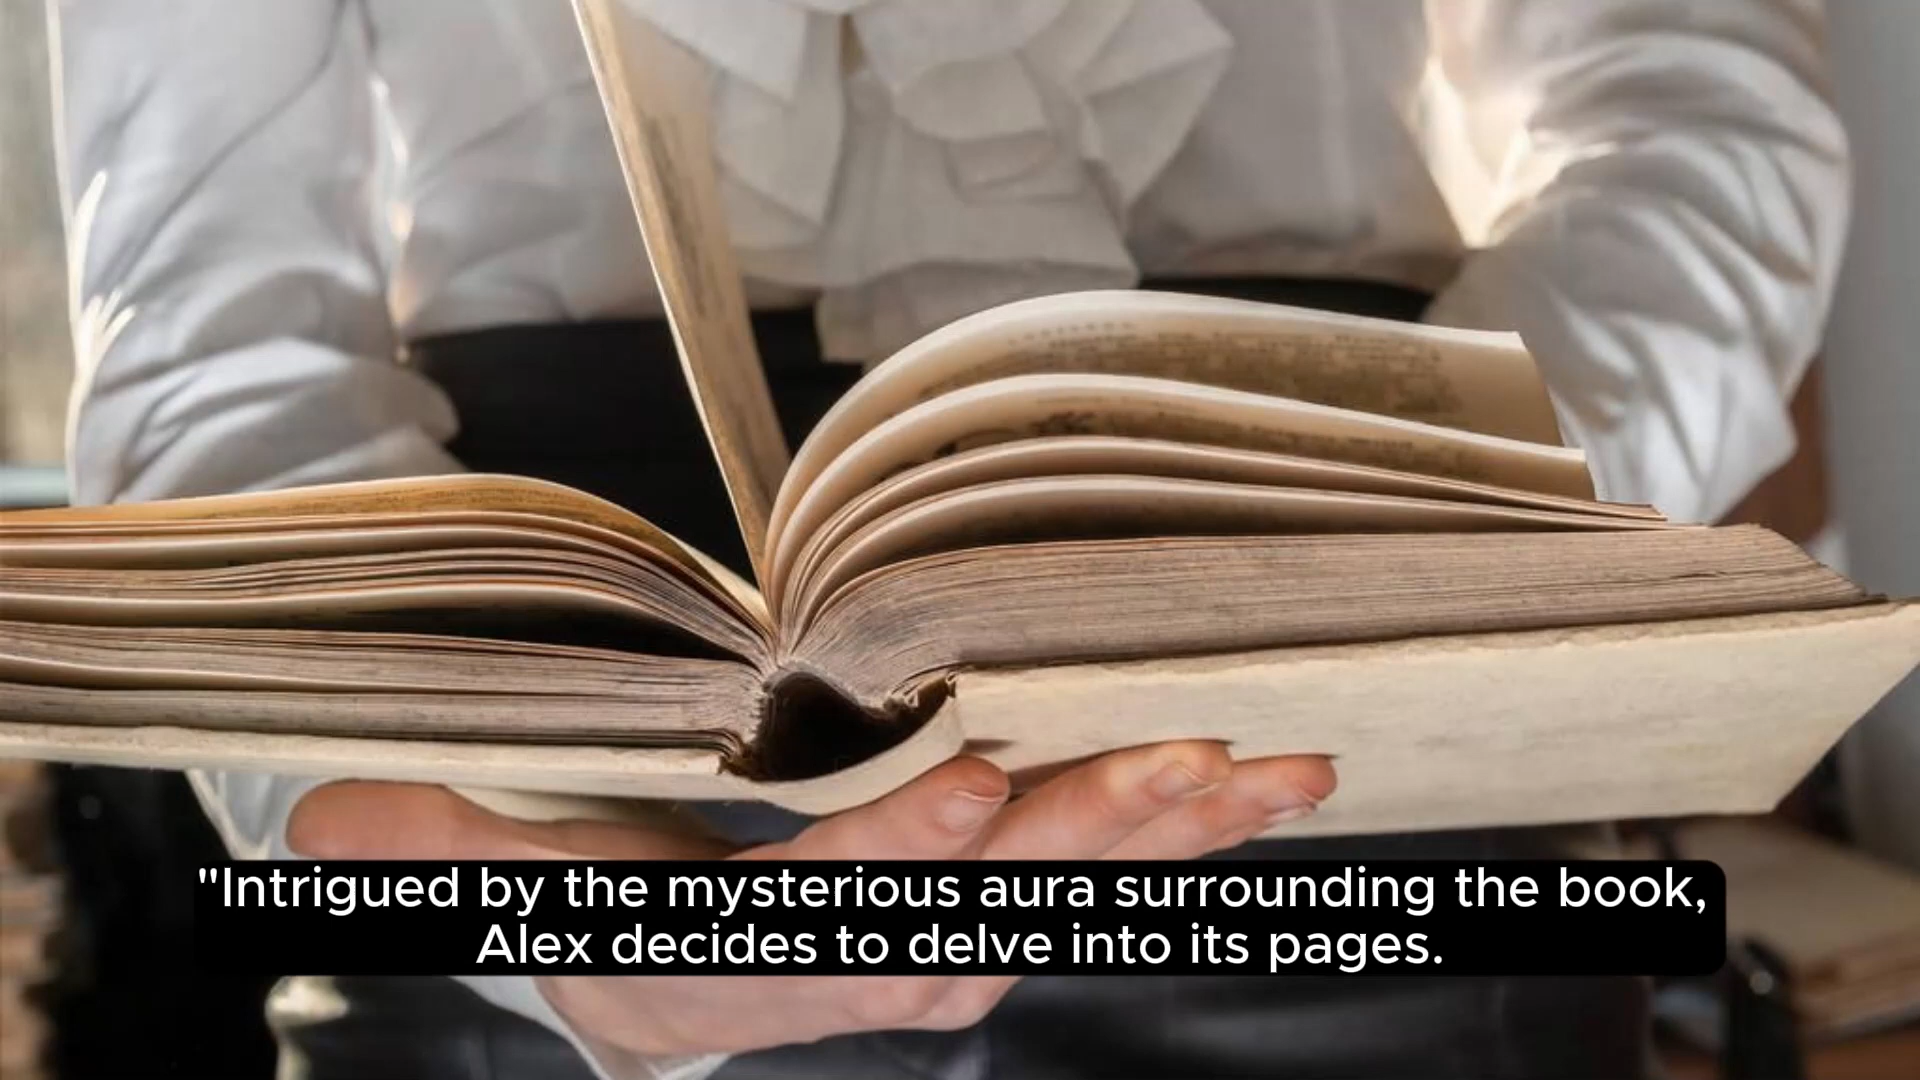 "Intrigued by the mysterious aura surrounding the book,
Alex decides to delve into its pages.